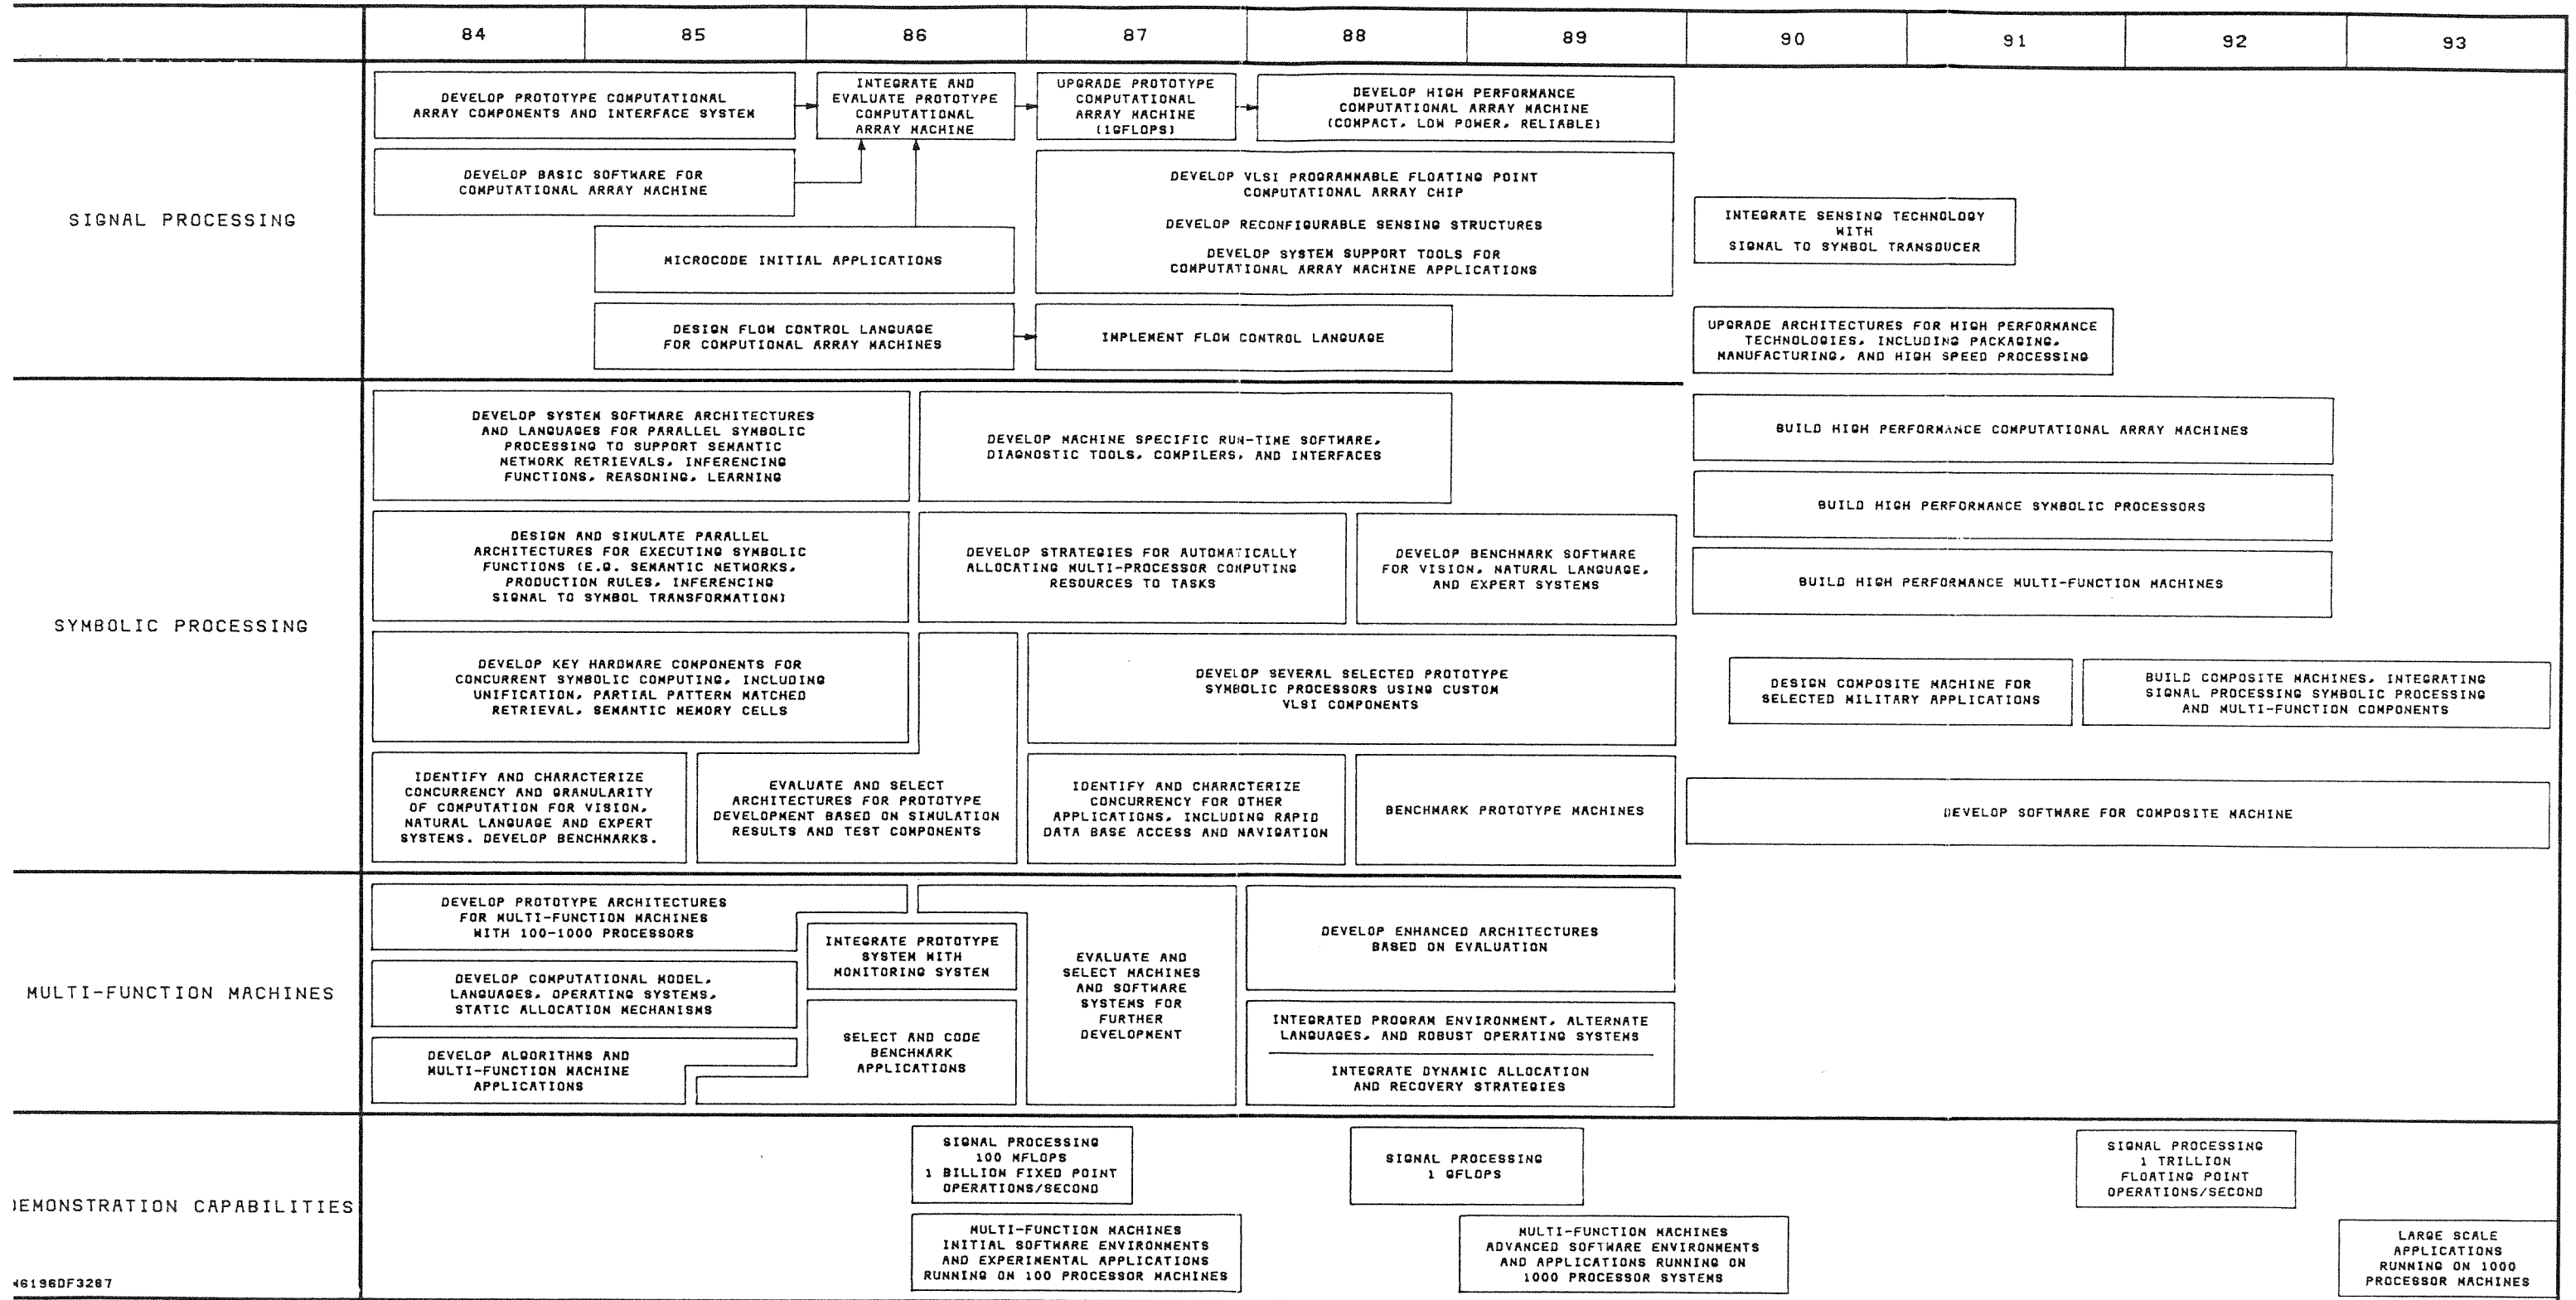 84 85 86 87 88 89 90 91 92 93
SIGNAL PROCESSING
DEVELOP PROTOTYPE COMPUTATIONAL
ARRAY COMPONENTS AND INTERFACE SYSTEM
INTEGRATE AND
EVALUATE PROTOTYPE
COMPUTATIONAL
ARRAY MACHINE
UPGRADE PROTOTYPE
COMPUTATIONAL
ARRAY MACHINE
(1GFLOPS)
DEVELOP HIGH PERFORMANCE
COMPUTATIONAL ARRAY MACHINE
(COMPACT, LOW POWER, RELIABLE)
DEVELOP BASIC SOFTWARE FOR
COMPUTATIONAL ARRAY MACHINE
DEVELOP VLSI PROGRAMMABLE FLOATING POINT
COMPUTATIONAL ARRAY CHIP
DEVELOP RECONFIGURABLE SENSING STRUCTURES
DEVELOP SYSTEM SUPPORT TOOLS FOR
COMPUTATIONAL ARRAY MACHINE APPLICATIONS
INTEGRATE SENSING TECHNOLOGY
WITH
SIGNAL TO SYMBOL TRANSDUCER
MICROCODE INITIAL APPLICATIONS
DESIGN FLOW CONTROL LANGUAGE
FOR COMPUTIONAL ARRAY MACHINES
IMPLEMENT FLOW CONTROL LANGUAGE
UPGRADE ARCHITECTURES FOR HIGH PERFORMANCE
TECHNOLOGIES, INCLUDING PACKAGING,
MANUFACTURING, AND HIGH SPEED PROCESSING
SYMBOLIC PROCESSING
DEVELOP SYSTEM SOFTWARE ARCHITECTURES
AND LANGUAGES FOR PARALLEL SYMBOLIC
PROCESSING TO SUPPORT SEMANTIC
NETWORK RETRIEVALS, INFERENCING
FUNCTIONS, REASONING, LEARNING
DEVELOP MACHINE SPECIFIC RUN-TIME SOFTWARE,
DIAGNOSTIC TOOLS, COMPILERS, AND INTERFACES
BUILD HIGH PERFORMANCE COMPUTATIONAL ARRAY MACHINES
BUILD HIGH PERFORMANCE SYMBOLIC PROCESSORS
DESIGN AND SIMULATE PARALLEL
ARCHITECTURES FOR EXECUTING SYMBOLIC
FUNCTIONS (E.G. SEMANTIC NETWORKS,
PRODUCTION RULES, INFERENCING
SIGNAL TO SYMBOL TRANSFORMATION)
DEVELOP STRATEGIES FOR AUTOMATICALLY
ALLOCATING MULTI-PROCESSOR COMPUTING
RESOURCES TO TASKS
DEVELOP BENCHMARK SOFTWARE
FOR VISION, NATURAL LANGUAGE,
AND EXPERT SYSTEMS
BUILD HIGH PERFORMANCE MULTI-FUNCTION MACHINES
DEVELOP KEY HARDWARE COMPONENTS FOR
CONCURRENT SYMBOLIC COMPUTING, INCLUDING
UNIFICATION, PARTIAL PATTERN MATCHED
RETRIEVAL, SEMANTIC MEMORY CELLS
DEVELOP SEVERAL SELECTED PROTOTYPE
SYMBOLIC PROCESSORS USING CUSTOM
VLSI COMPONENTS
DESIGN COMPOSITE MACHINE FOR
SELECTED MILITARY APPLICATIONS
BUILD COMPOSITE MACHINES, INTEGRATING
SIGNAL PROCESSING SYMBOLIC PROCESSING
AND MULTI-FUNCTION COMPONENTS
IDENTIFY AND CHARACTERIZE
CONCURRENCY AND GRANULARITY
OF COMPUTATION FOR VISION,
NATURAL LANGUAGE AND EXPERT
SYSTEMS. DEVELOP BENCHMARKS.
EVALUATE AND SELECT
ARCHITECTURES FOR PROTOTYPE
DEVELOPMENT BASED ON SIMULATION
RESULTS AND TEST COMPONENTS
IDENTIFY AND CHARACTERIZE
CONCURRENCY FOR OTHER
APPLICATIONS, INCLUDING RAPID
DATA BASE ACCESS AND NAVIGATION
BENCHMARK PROTOTYPE MACHINES
DEVELOP SOFTWARE FOR COMPOSITE MACHINE
MULTI-FUNCTION MACHINES
DEVELOP PROTOTYPE ARCHITECTURES
FOR MULTI-FUNCTION MACHINES
WITH 100-1000 PROCESSORS
INTEGRATE PROTOTYPE
SYSTEM WITH
MONITORING SYSTEM
EVALUATE AND
SELECT MACHINES
AND SOFTWARE
SYSTEMS FOR
FURTHER
DEVELOPMENT
DEVELOP ENHANCED ARCHITECTURES
BASED ON EVALUATION
DEVELOP COMPUTATIONAL MODEL,
LANGUAGES, OPERATING SYSTEMS,
STATIC ALLOCATION MECHANISMS
SELECT AND CODE
BENCHMARK
APPLICATIONS
INTEGRATED PROGRAM ENVIRONMENT, ALTERNATE
LANGUAGES, AND ROBUST OPERATING SYSTEMS
INTEGRATE DYNAMIC ALLOCATION
AND RECOVERY STRATEGIES
DEVELOP ALGORITHMS AND
MULTI-FUNCTION MACHINE
APPLICATIONS
EMONSTRATION CAPABILITIES
SIGNAL PROCESSING
100 MFLOPS
1 BILLION FIXED POINT
OPERATIONS/SECOND
SIGNAL PROCESSING
1 GFLOPS
SIGNAL PROCESSING
1 TRILLION
FLOATING POINT
OPERATIONS/SECOND
MULTI-FUNCTION MACHINES
INITIAL SOFTWARE ENVIRONMENTS
AND EXPERIMENTAL APPLICATIONS
RUNNING ON 100 PROCESSOR MACHINES
MULTI-FUNCTION MACHINES
ADVANCED SOFTWARE ENVIRONMENTS
AND APPLICATIONS RUNNING ON
1000 PROCESSOR SYSTEMS
LARGE SCALE
APPLICATIONS
RUNNING ON 1000
PROCESSOR MACHINES